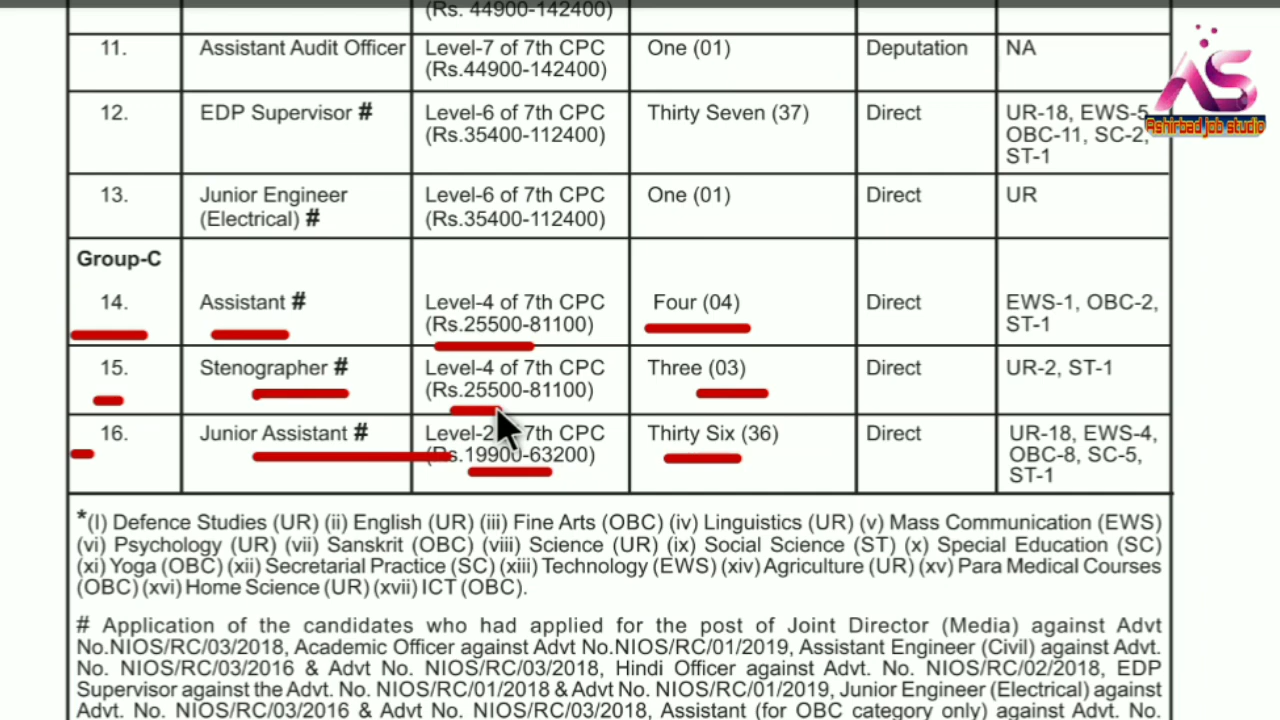 (Rs. 44900-142400)
11. Assistant Audit Officer Level-7 of 7th CPC One (01) Deputation NA
(Rs.44900-142400)
12. EDP Supervisor # Level-6 of 7th CPC Thirty Seven (37) Direct UR-18, EWS-5,
(Rs.35400-112400) OBC-11, SC-2,
ST-1
13. Junior Engineer Level-6 of 7th CPC One (01) Direct UR
(Electrical) # (Rs.35400-112400)
Group-C
14. Assistant # Level-4 of 7th CPC Four (04) Direct EWS-1, OBC-2,
(Rs.25500-81100) ST-1
15. Stenographer # Level-4 of 7th CPC Three (03) Direct UR-2, ST-1
(Rs.25500-81100)
16. Junior Assistant # Level-2 7th CPC Thirty Six (36) Direct UR-18, EWS-4,
(Rs.19900-63200) OBC-8, SC-5,
ST-1
*(I) Defence Studies (UR) (ii) English (UR) (iii) Fine Arts (OBC) (iv) Linguistics (UR) (v) Mass Communication (EWS)
(vi) Psychology (UR) (vii) Sanskrit (OBC) (viii) Science (UR) (ix) Social Science (ST) (x) Special Education (SC)
(xi) Yoga (OBC) (xii) Secretarial Practice (SC) (xiii) Technology (EWS) (xiv) Agriculture (UR) (xv) Para Medical Courses
(OBC) (xvi) Home Science (UR) (xvii) ICT (OBC).
# Application of the candidates who had applied for the post of Joint Director (Media) against Advt
No.NIOS/RC/03/2018, Academic Officer against Advt No.NIOS/RC/01/2019, Assistant Engineer (Civil) against Advt.
No. NIOS/RC/03/2016 & Advt No. NIOS/RC/03/2018, Hindi Officer against Advt. No. NIOS/RC/02/2018, EDP
Supervisor against the Advt. No. NIOS/RC/01/2018 & Advt No. NIOS/RC/01/2019, Junior Engineer (Electrical) against
Advt. No. NIOS/RC/03/2016 & Advt No. NIOS/RC/03/2018, Assistant (for OBC category only) against Advt. No.
AS
Ashirbad job studio